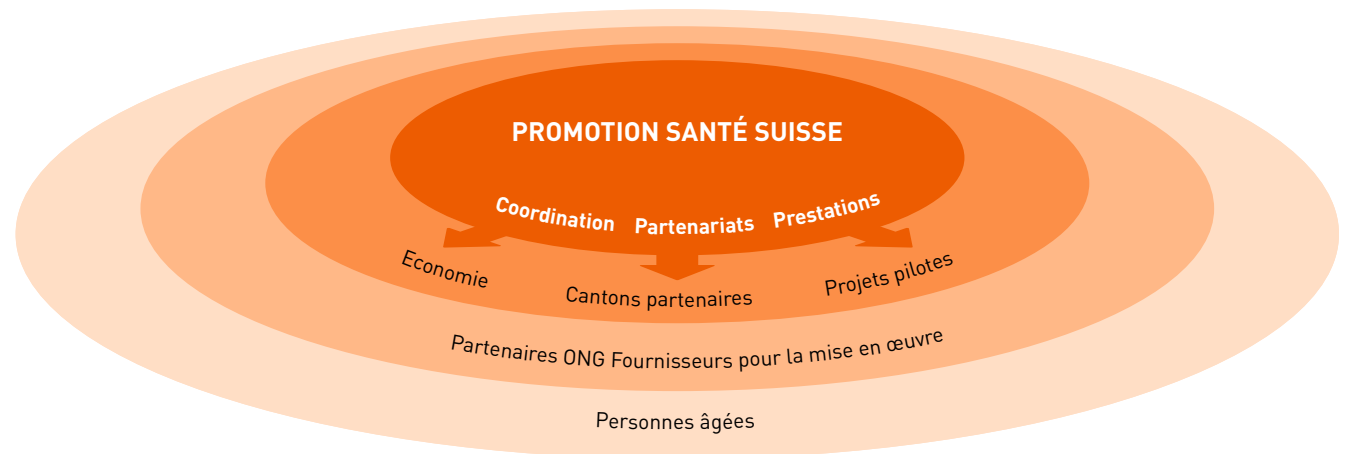 PROMOTION SANTÉ SUISSE
Coordination Partenariats Prestations
Economie
Cantons partenaires
Projets pilotes
Partenaires ONG Fournisseurs pour la mise en œuvre
Personnes âgées